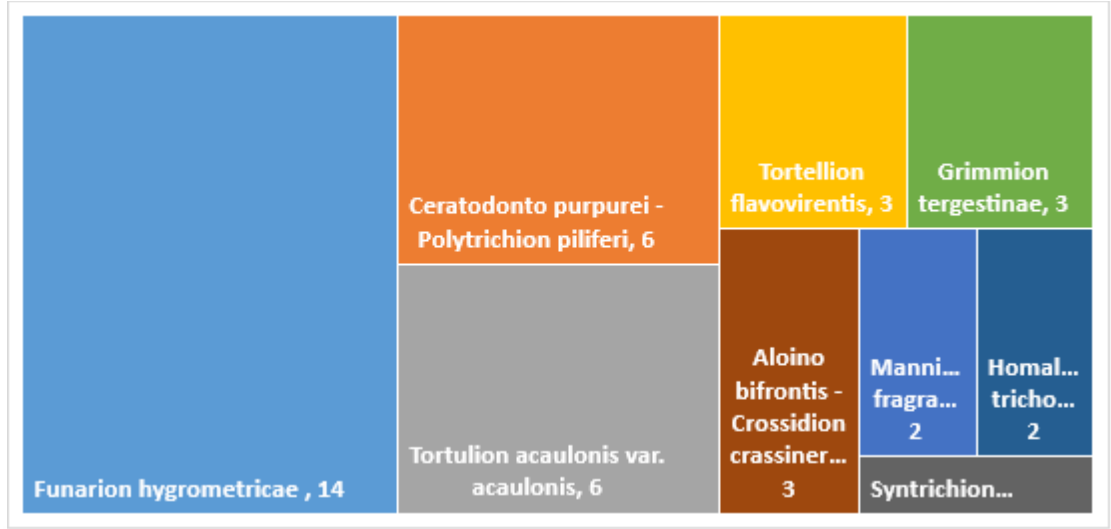 Funarion hygrometricae , 14
Ceratodonto purpurei -
Polytrichion piliferi, 6
Tortulion acaulonis var.
acaulonis, 6
Tortellion
flavovirentis, 3
Grimmion
tergestinae, 3
Aloino
bifrontis -
Crossidion
crassiner...
3
Manni...
fragra...
2
Homal...
tricho...
2
Syntrichion...